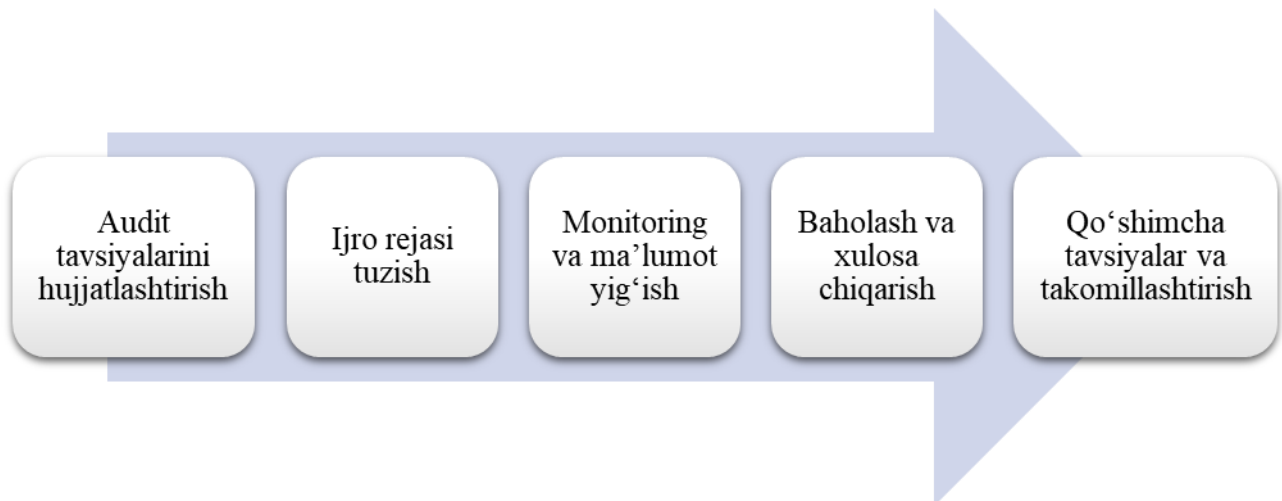 Audit
tavsiyalarini
hujjatlashtirish
Ijro rejasi
tuzish
Monitoring
va ma’lumot
yig‘ish
Baholash va
xulosa
chiqarish
Qo‘shimcha
tavsiyalar va
takomillashtirish